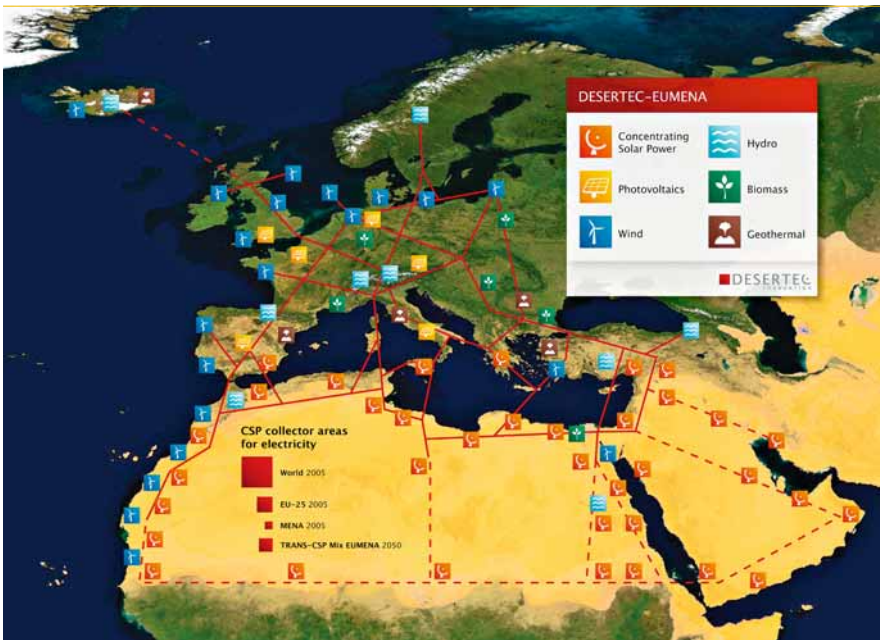 DESERTEC-EUMENA
Concentrating
Solar Power
Hydro
Photovoltaics
Biomass
Wind
Geothermal
DESERTEC
FOUNDATION
CSP collector areas
for electricity
World 2005
EU-25 2005
MENA 2005
TRANS-CSP Mix EUMENA 2050